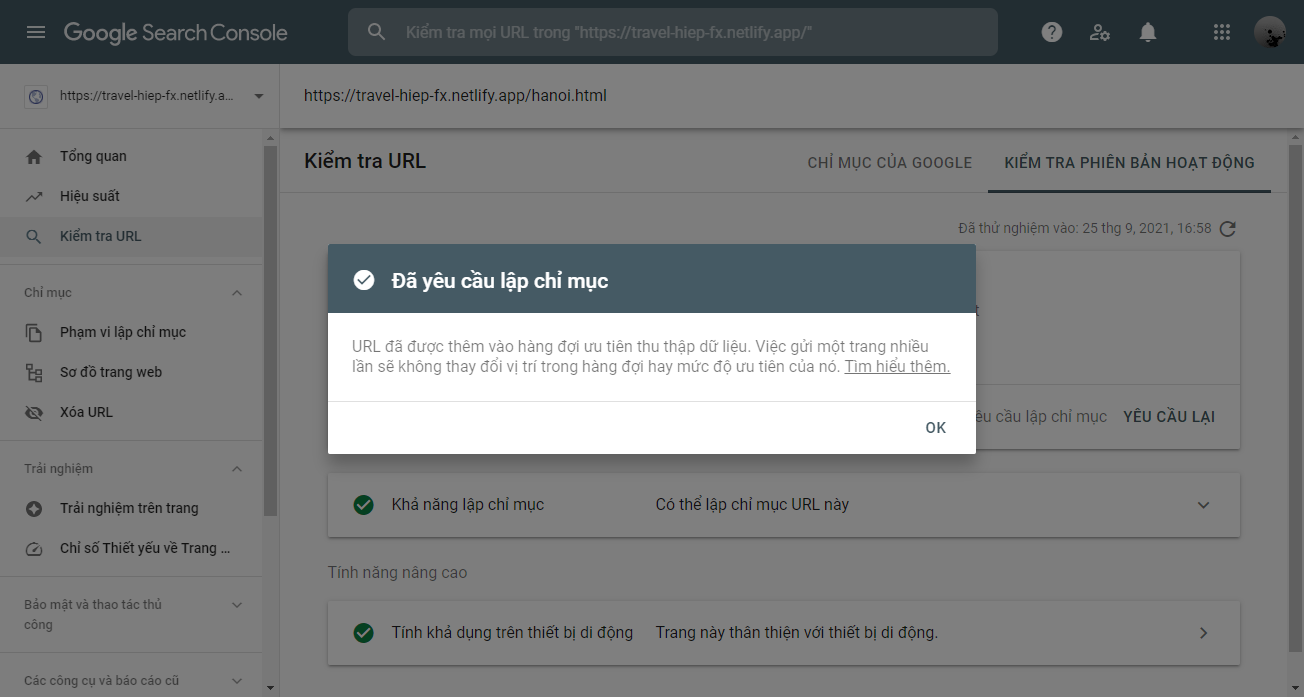 Google Search Console
Kiểm tra mọi URL trong "https://travel-hiep-fx.netlify.app/"
https://travel-hiep-fx.netlify.a...
https://travel-hiep-fx.netlify.app/hanoi.html
Tổng quan
Hiệu suất
Kiểm tra URL
Chỉ mục
Phạm vi lập chỉ mục
Sơ đồ trang web
Xóa URL
Trải nghiệm
Trải nghiệm trên trang
Chỉ số Thiết yếu về Trang ...
Bảo mật và thao tác thủ
công
Các công cụ và báo cáo cũ
Kiểm tra URL
CHỈ MỤC CỦA GOOGLE
KIỂM TRA PHIÊN BẢN HOẠT ĐỘNG
Đã thử nghiệm vào: 25 thg 9, 2021, 16:58
Đã yêu cầu lập chỉ mục
URL đã được thêm vào hàng đợi ưu tiên thu thập dữ liệu. Việc gửi một trang nhiều
lần sẽ không thay đổi vị trí trong hàng đợi hay mức độ ưu tiên của nó. Tìm hiểu thêm.
OK
cầu lập chỉ mục
YÊU CẦU LẠI
Khả năng lập chỉ mục
Có thể lập chỉ mục URL này
Tính năng nâng cao
Tính khả dụng trên thiết bị di động
Trang này thân thiện với thiết bị di động.